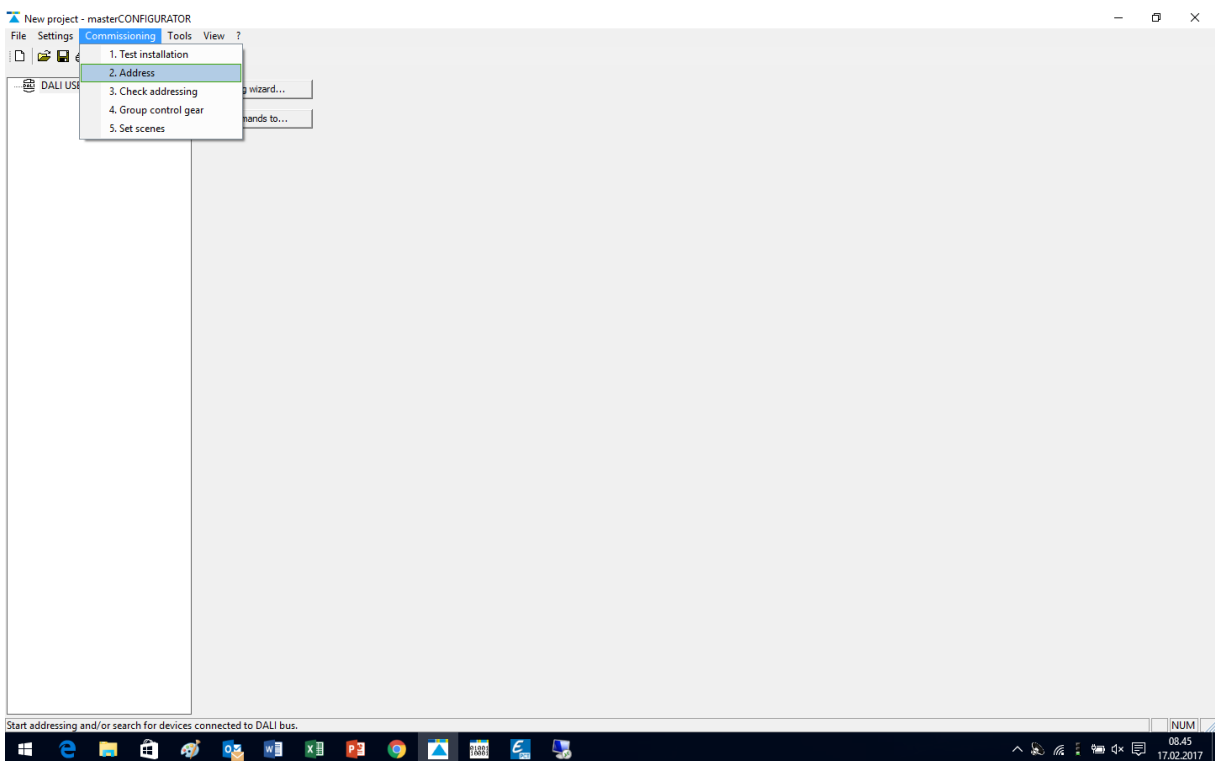 New project - masterCONFIGURATOR
File Settings Commissioning Tools View ?
1. Test installation
2. Address
3. Check addressing
4. Group control gear
5. Set scenes
DALI USB
wizard...
to...
Start addressing and/or search for devices connected to DALI bus.
NUM
08.45
17.02.2017